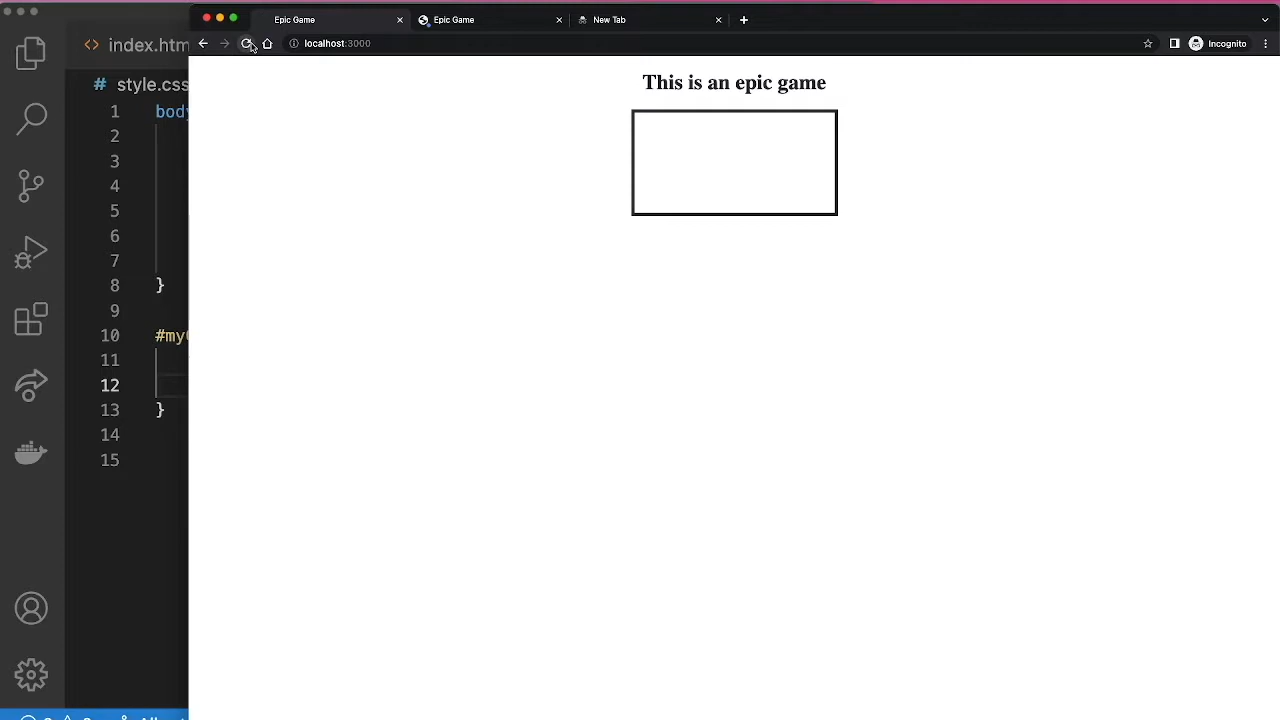 Epic Game
Epic Game
New Tab
localhost:3000
Incognito
This is an epic game
index.htm
# style.css
1 body
2
3
4
5
6
7
8 }
9
10 #my
11
12
13 }
14
15